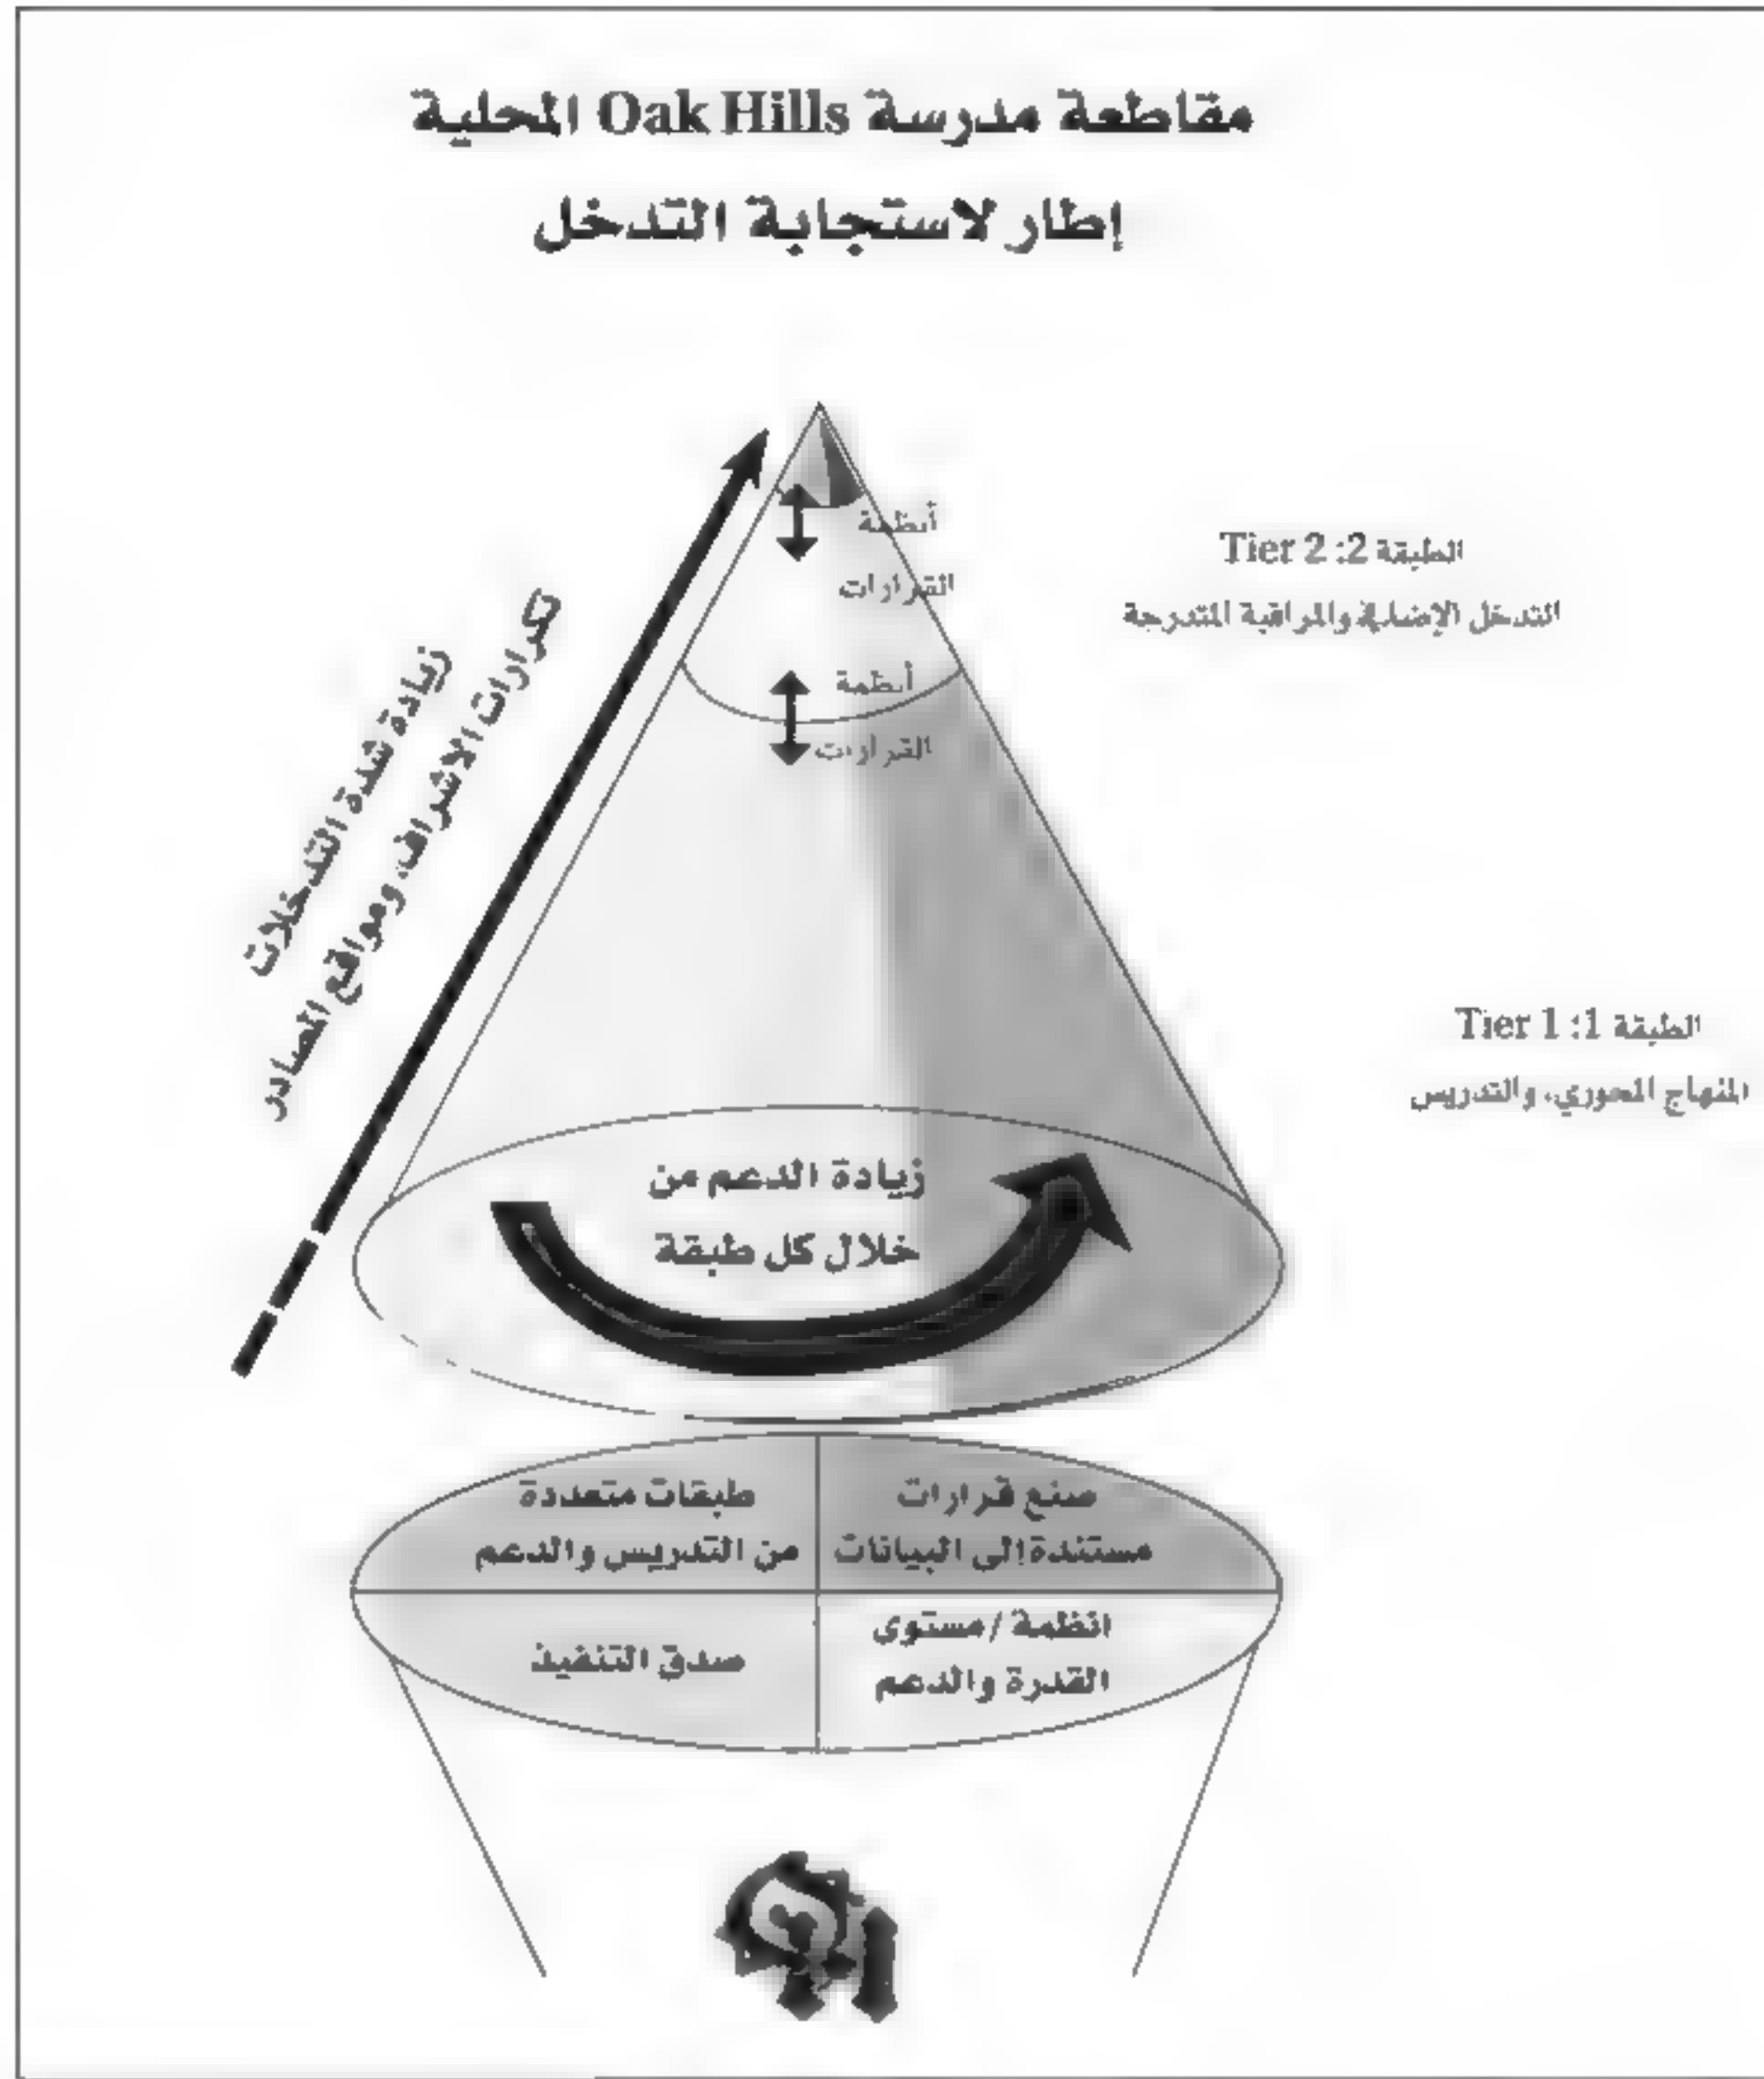 مقاطعة مدرسة Oak Hills المحلية
إطار لاستجابة التدخل
أنظمة
القرارات
الطبقة 2: Tier 2
التدخل الإضافي والمراقبة المتدرجة
أنظمة
القرارات
زيادة شدة التدخلات
تكرارات الاشراف، ومواقع المصادر
الطبقة 1: Tier 1
المنهاج المحوري، والتدريس
زيادة الدعم من
خلال كل طبقة
صنع قرارات
مستندة إلى البيانات
طبقات متعددة
من التدريس والدعم
انظمة / مستوى
القدرة والدعم
صدق التنفيذ